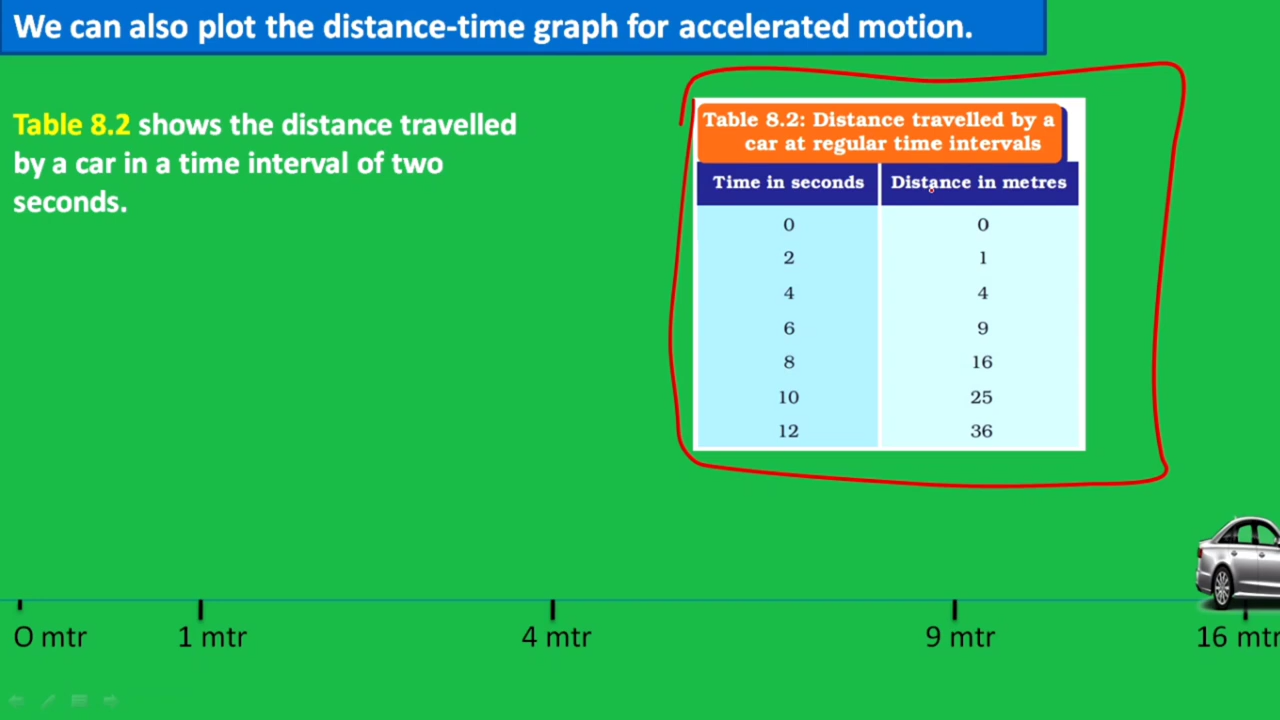 We can also plot the distance-time graph for accelerated motion.
Table 8.2 shows the distance travelled
by a car in a time interval of two
seconds.
Table 8.2: Distance travelled by a
car at regular time intervals
Time in seconds Distance in metres
0 0
2 1
4 4
6 9
8 16
10 25
12 36
O mtr 1 mtr 4 mtr 9 mtr 16 mtr